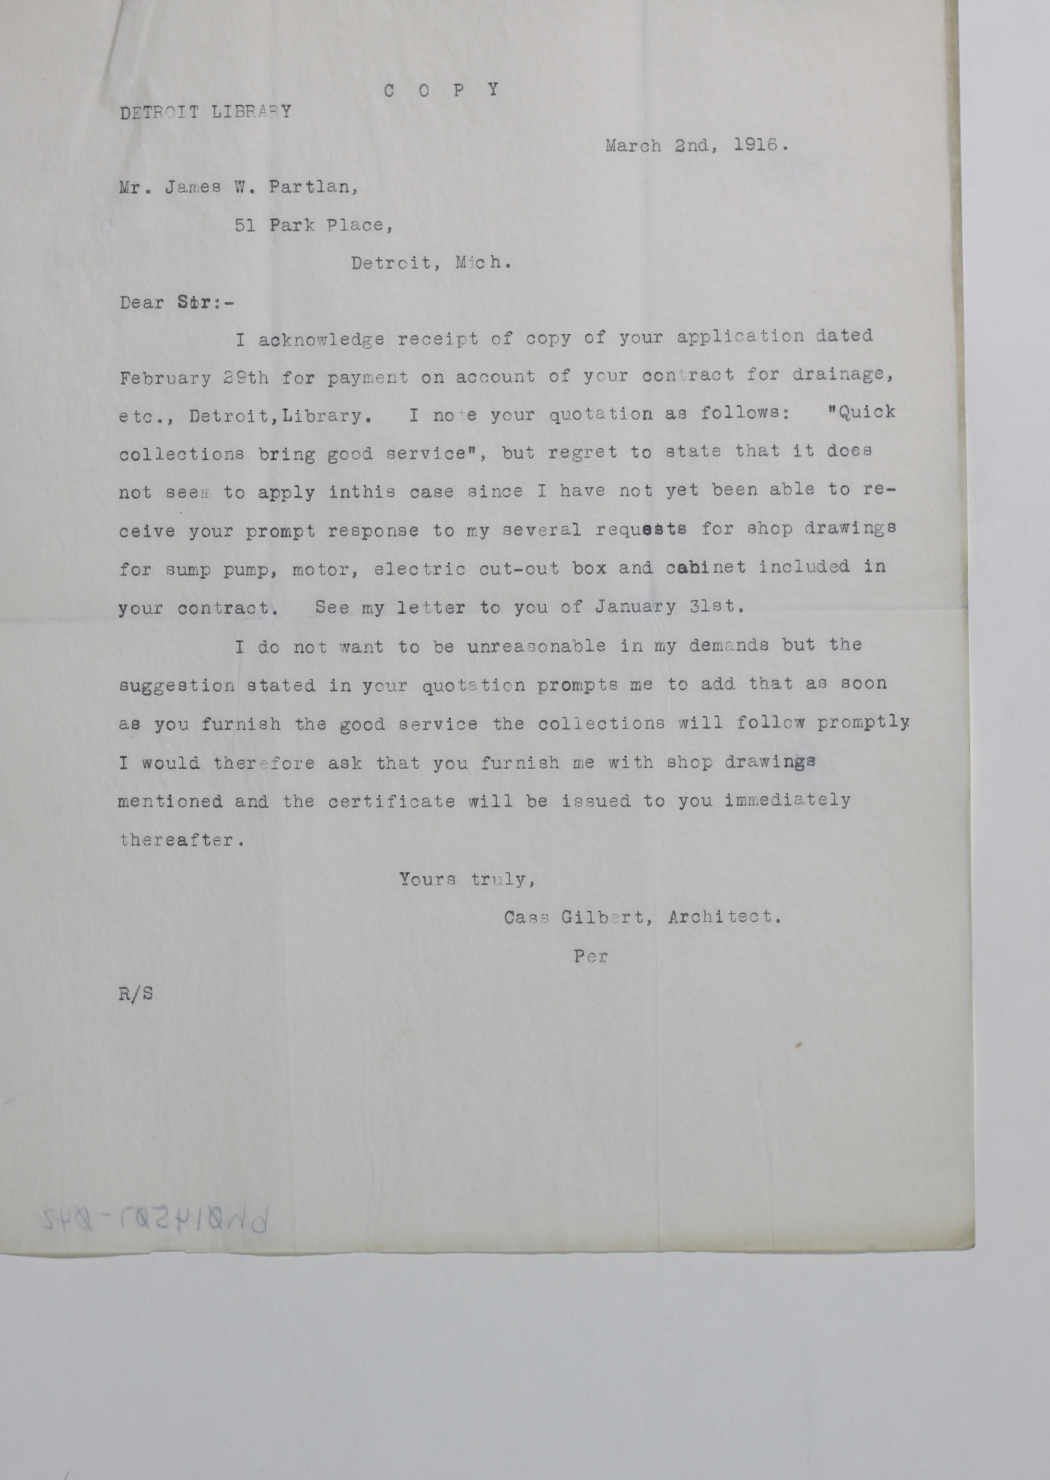 C O P Y
DETROIT LIBRARY
March 2nd, 1916.
Mr. James W. Partlan,
51 Park Place,
Detroit, Mich.
Dear Sir:-
I acknowledge receipt of copy of your application dated
February 29th for payment on account of your contract for drainage,
etc., Detroit,Library. I note your quotation as follows: "Quick
collections bring good service", but regret to state that it does
not seem to apply inthis case since I have not yet been able to re-
ceive your prompt response to my several requests for shop drawings
for sump pump, motor, electric cut-out box and cabinet included in
your contract. See my letter to you of January 31st.
I do not want to be unreasonable in my demands but the
suggestion stated in your quotation prompts me to add that as soon
as you furnish the good service the collections will follow promptly
I would therefore ask that you furnish me with shop drawings
mentioned and the certificate will be issued to you immediately
thereafter.
Yours truly,
Cass Gilbert, Architect.
Per
R/S